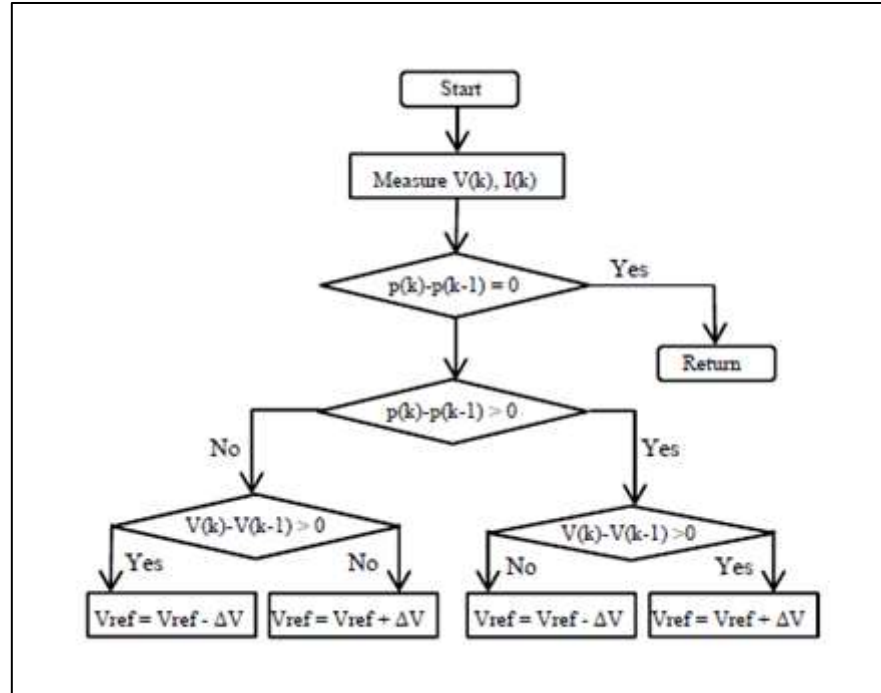 Start
Measure V(k), I(k)
p(k)-p(k-1) = 0
Yes
Return
p(k)-p(k-1) > 0
No
Yes
V(k)-V(k-1) > 0
V(k)-V(k-1) >0
Yes
No
No
Yes
Vref = Vref - ΔV
Vref = Vref + ΔV
Vref = Vref - ΔV
Vref = Vref + ΔV